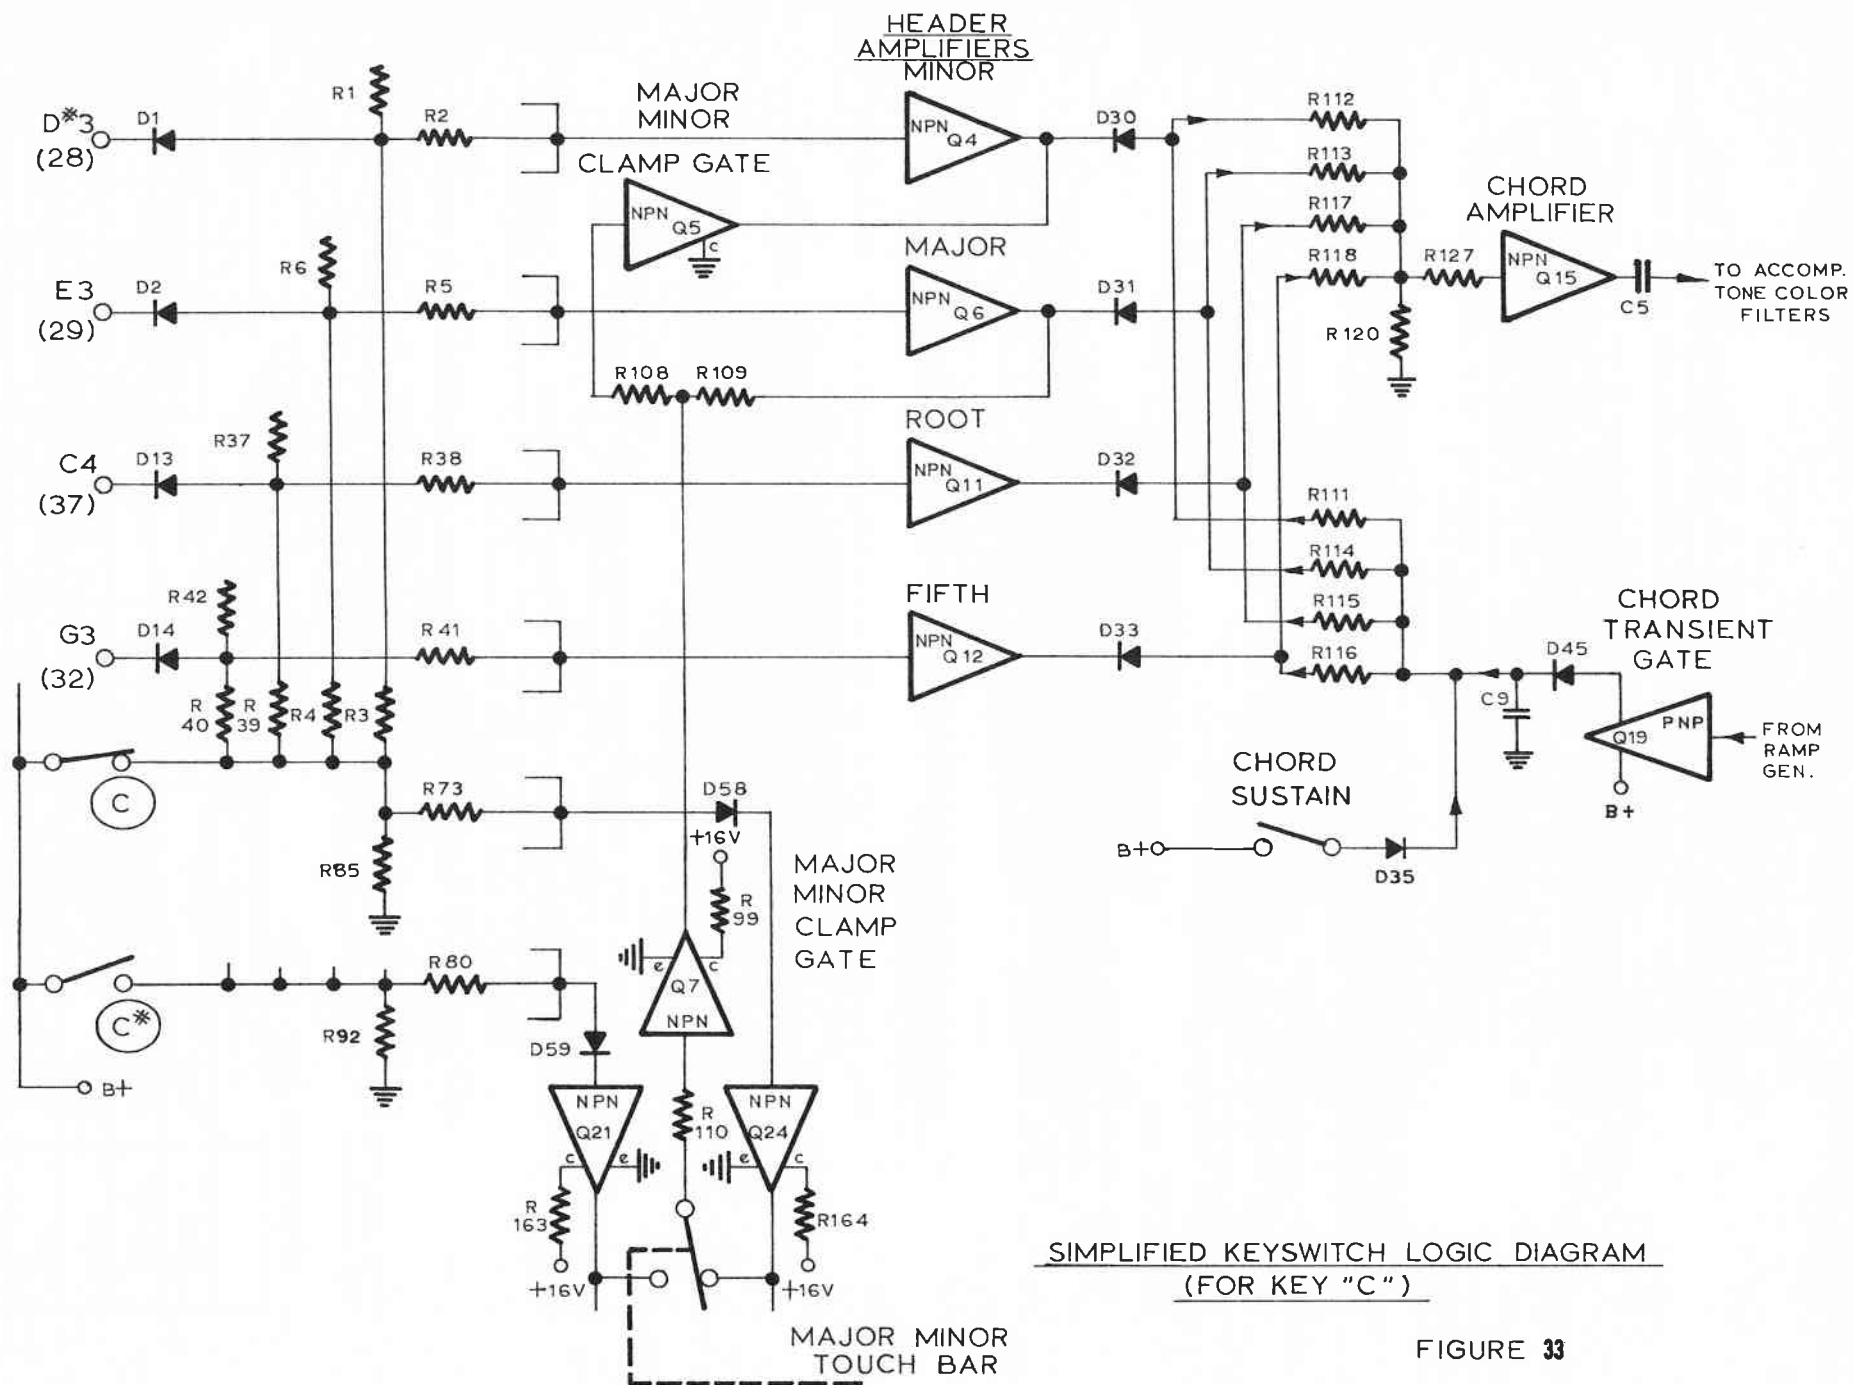 HEADER
AMPLIFIERS
MINOR
R1
R2
D1
D#3
(28)
MAJOR
MINOR
CLAMP GATE
NPN Q4
D30
R112
R113
R117
R118
CHORD
AMPLIFIER
R127
NPN Q15
C5
TO ACCOMP.
TONE COLOR
FILTERS
R120
NPN Q5
c
MAJOR
R6
E3
(29)
D2
R5
NPN Q6
D31
R108
R109
ROOT
R37
C4
(37)
D13
R38
NPN Q11
D32
R111
R114
R115
R116
FIFTH
R42
G3
(32)
D14
R41
NPN Q12
D33
CHORD
TRANSIENT
GATE
D45
C9
PNP
Q19
FROM
RAMP
GEN.
B+
R
40
R
39
R4
R3
C
R73
D58
+16V
R85
R
99
MAJOR
MINOR
CLAMP
GATE
CHORD
SUSTAIN
B+
D35
C#
R80
R92
B+
D59
e
c
Q7
NPN
NPN
Q21
c
e
R
163
+16V
R
110
NPN
Q24
e
c
R164
+16V
MAJOR MINOR
TOUCH BAR
SIMPLIFIED KEYSWITCH LOGIC DIAGRAM
(FOR KEY "C")
FIGURE 33